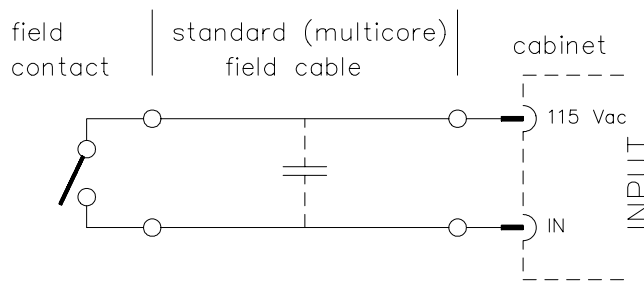 field
contact
standard (multicore)
field cable
cabinet
115 Vac
INPUT
IN